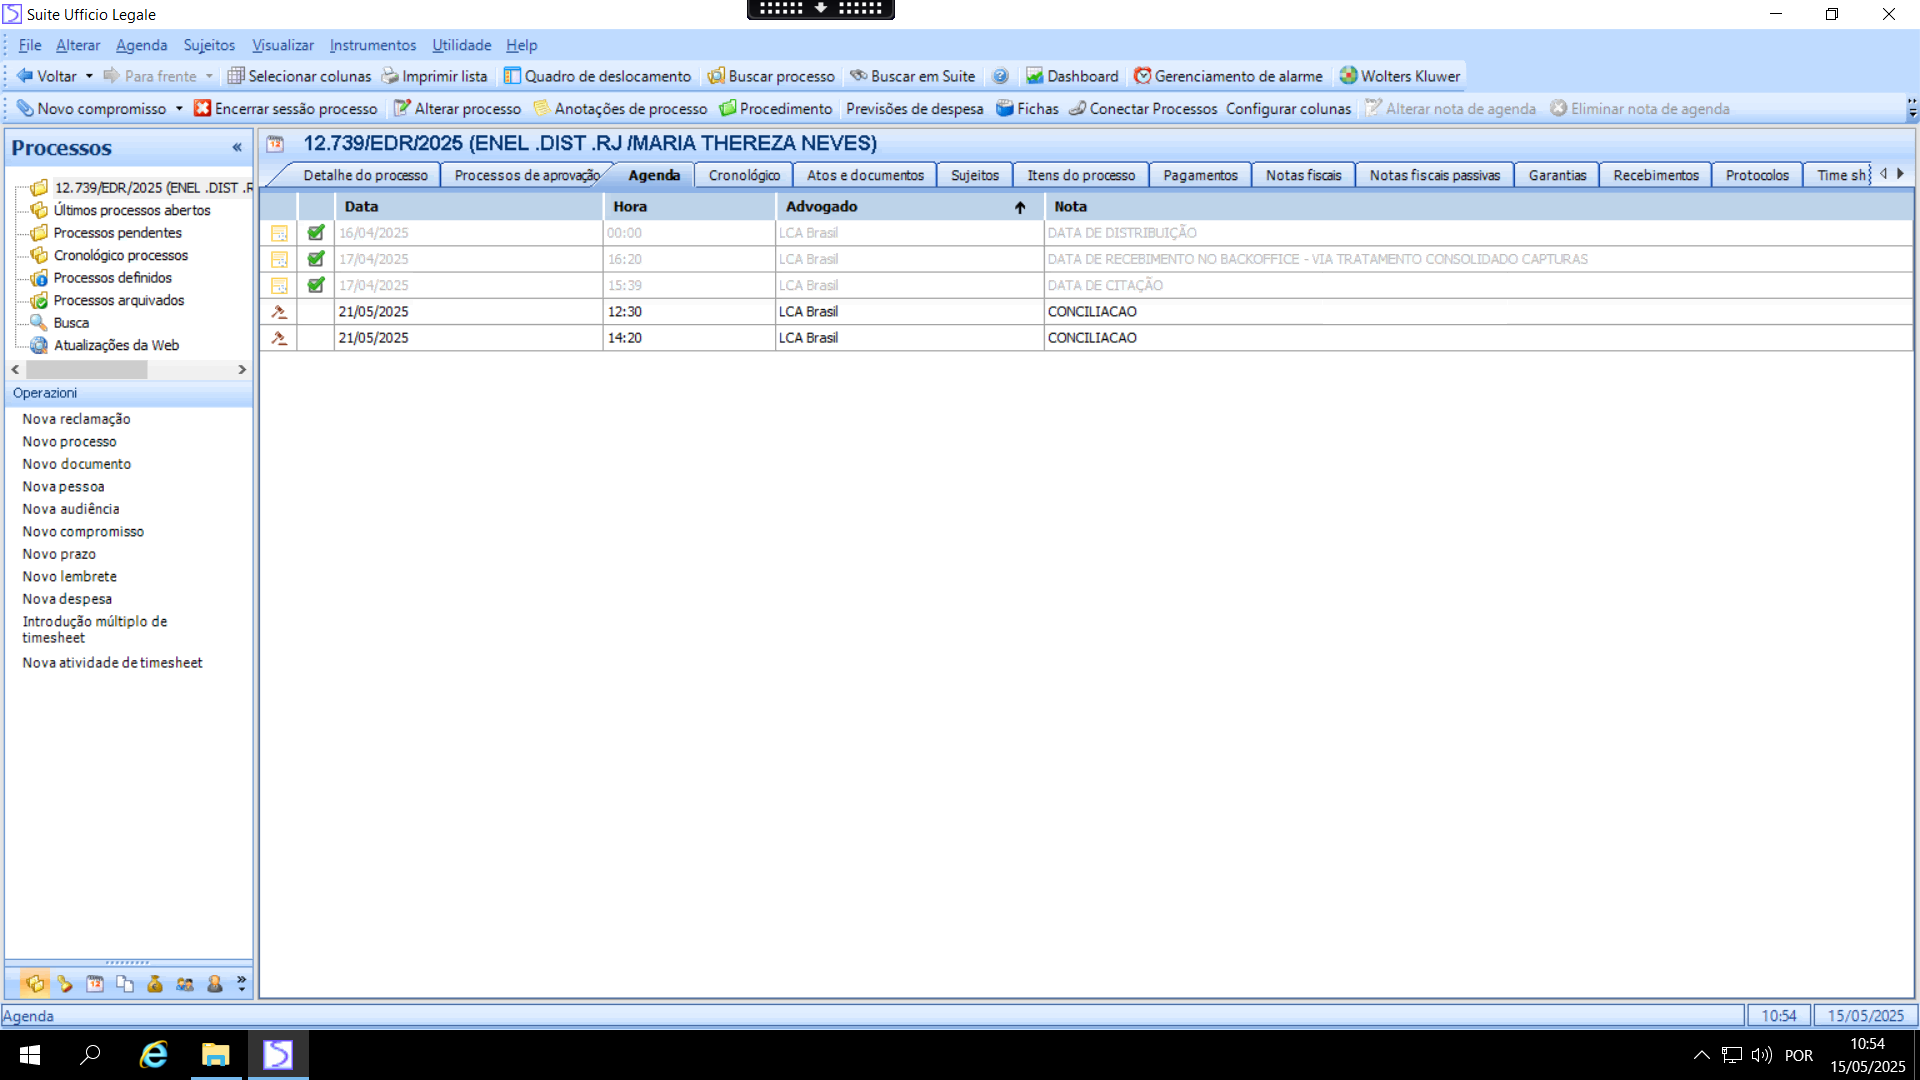 Suite Ufficio Legale
File Alterar Agenda Sujeitos Visualizar Instrumentos Utilidade Help
Voltar Para frente Selecionar colunas Imprimir lista Quadro de deslocamento Buscar processo Buscar em Suite Dashboard Gerenciamento de alarme Wolters Kluwer
Novo compromisso Encerrar sessão processo Alterar processo Anotações de processo Procedimento Previsões de despesa Fichas Conectar Processos Configurar colunas Alterar nota de agenda Eliminar nota de agenda
Processos «
12.739/EDR/2025 (ENEL .DIST .R
Últimos processos abertos
Processos pendentes
Cronológico processos
Processos definidos
Processos arquivados
Busca
Atualizações da Web
Operazioni
Nova reclamação
Novo processo
Novo documento
Nova pessoa
Nova audiência
Novo compromisso
Novo prazo
Novo lembrete
Nova despesa
Introdução múltiplo de
timesheet
Nova atividade de timesheet
12.739/EDR/2025 (ENEL .DIST .RJ /MARIA THEREZA NEVES)
Detalhe do processo Processos de aprovação Agenda Cronológico Atos e documentos Sujeitos Itens do processo Pagamentos Notas fiscais Notas fiscais passivas Garantias Recebimentos Protocolos Time sh
Data Hora Advogado Nota
16/04/2025 00:00 LCA Brasil DATA DE DISTRIBUIÇÃO
17/04/2025 16:20 LCA Brasil DATA DE RECEBIMENTO NO BACKOFFICE - VIA TRATAMENTO CONSOLIDADO CAPTURAS
17/04/2025 15:39 LCA Brasil DATA DE CITAÇÃO
21/05/2025 12:30 LCA Brasil CONCILIACAO
21/05/2025 14:20 LCA Brasil CONCILIACAO
Agenda 10:54 15/05/2025
POR 10:54
15/05/2025